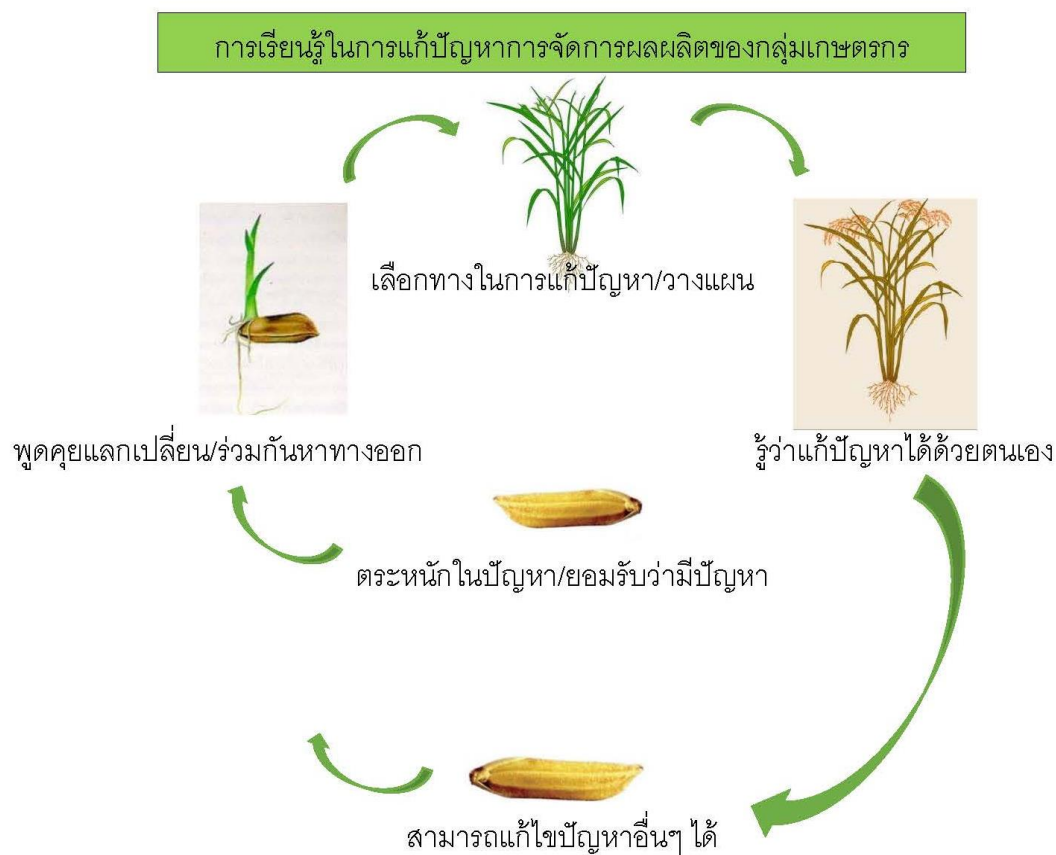 การเรียนรู้ในการแก้ปัญหาการจัดการผลผลิตของกลุ่มเกษตรกร
เลือกทางในการแก้ปัญหา/วางแผน
พูดคุยแลกเปลี่ยน/ร่วมกันหาทางออก
รู้ว่าแก้ปัญหาได้ด้วยตนเอง
ตระหนักในปัญหา/ยอมรับว่ามีปัญหา
สามารถแก้ไขปัญหาอื่นๆ ได้